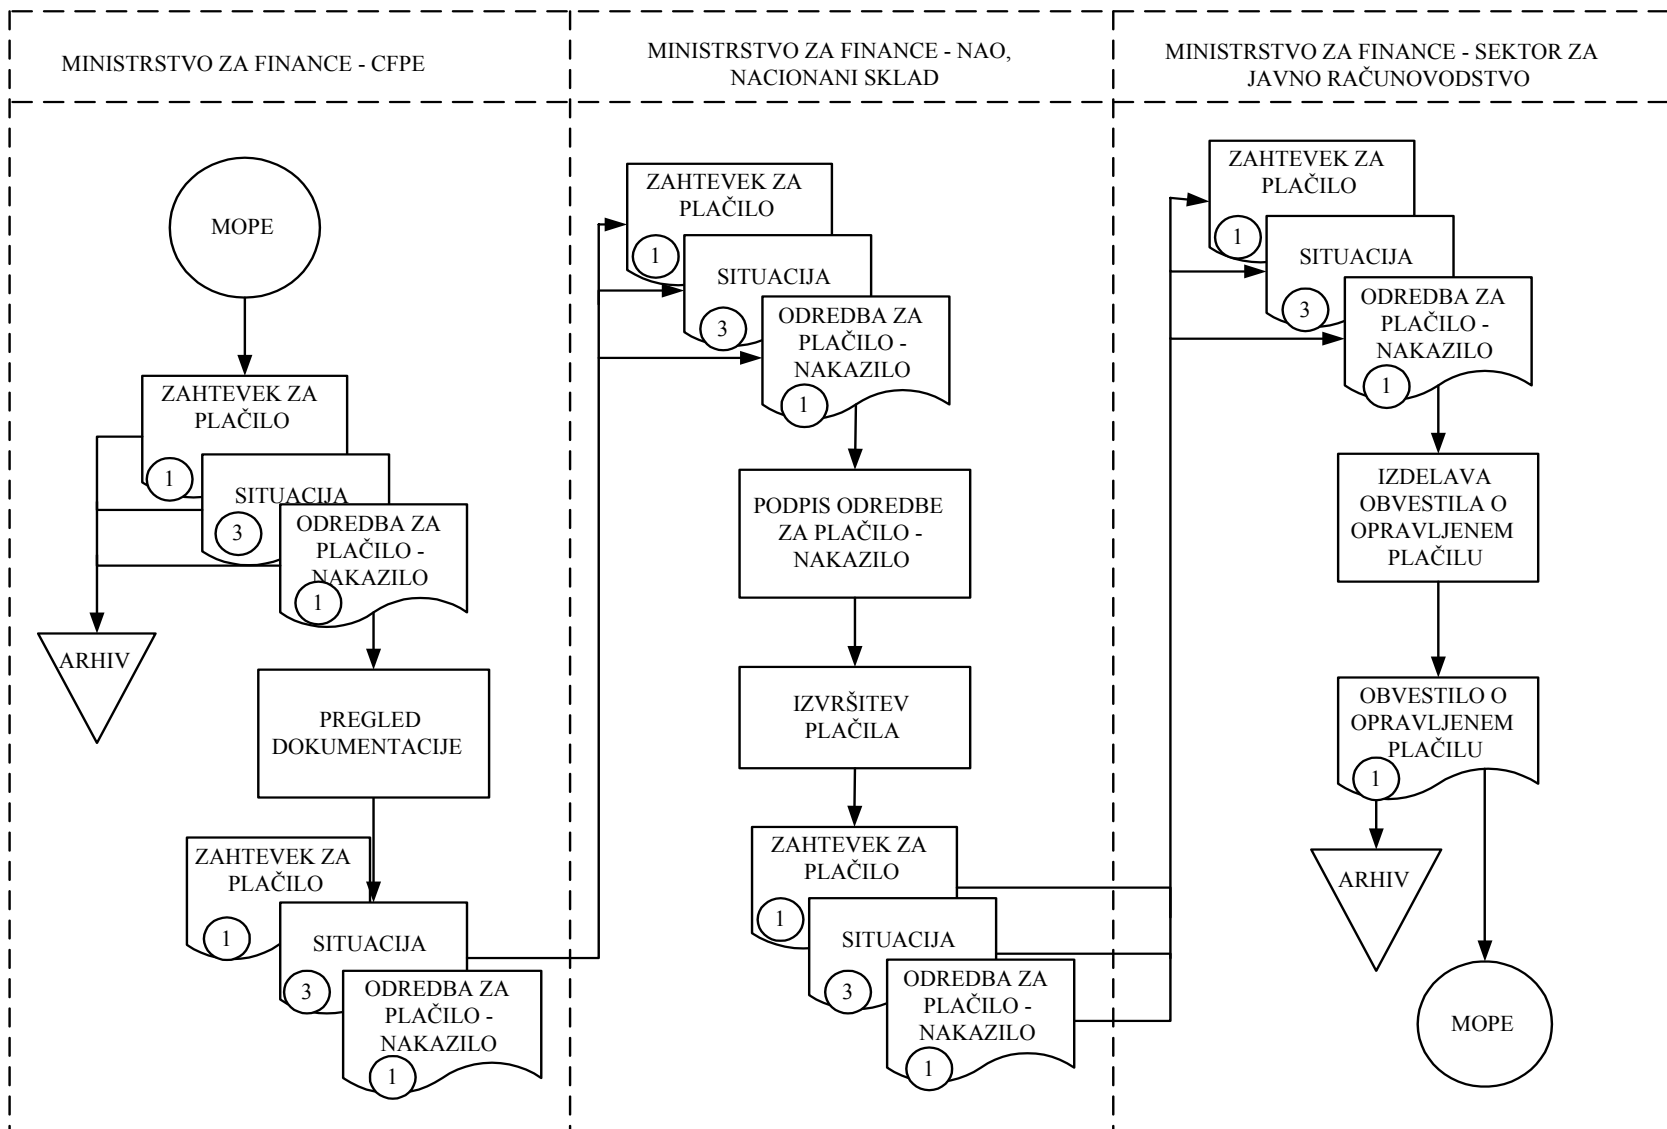 MINISTRSTVO ZA FINANCE - CFPE
MINISTRSTVO ZA FINANCE - NAO,
NACIONANI SKLAD
MINISTRSTVO ZA FINANCE - SEKTOR ZA
JAVNO RAČUNOVODSTVO
MOPE
ZAHTEVEK ZA
PLAČILO
1
SITUACIJA
3
ODREDBA ZA
PLAČILO -
NAKAZILO
1
ARHIV
PREGLED
DOKUMENTACIJE
ZAHTEVEK ZA
PLAČILO
1
SITUACIJA
3
ODREDBA ZA
PLAČILO -
NAKAZILO
1
ZAHTEVEK ZA
PLAČILO
1
SITUACIJA
3
ODREDBA ZA
PLAČILO -
NAKAZILO
1
PODPIS ODREDBE
ZA PLAČILO -
NAKAZILO
IZVRŠITEV
PLAČILA
ZAHTEVEK ZA
PLAČILO
1
SITUACIJA
3
ODREDBA ZA
PLAČILO -
NAKAZILO
1
ZAHTEVEK ZA
PLAČILO
1
SITUACIJA
3
ODREDBA ZA
PLAČILO -
NAKAZILO
1
IZDELAVA
OBVESTILA O
OPRAVLJENEM
PLAČILU
OBVESTILO O
OPRAVLJENEM
PLAČILU
1
ARHIV
MOPE